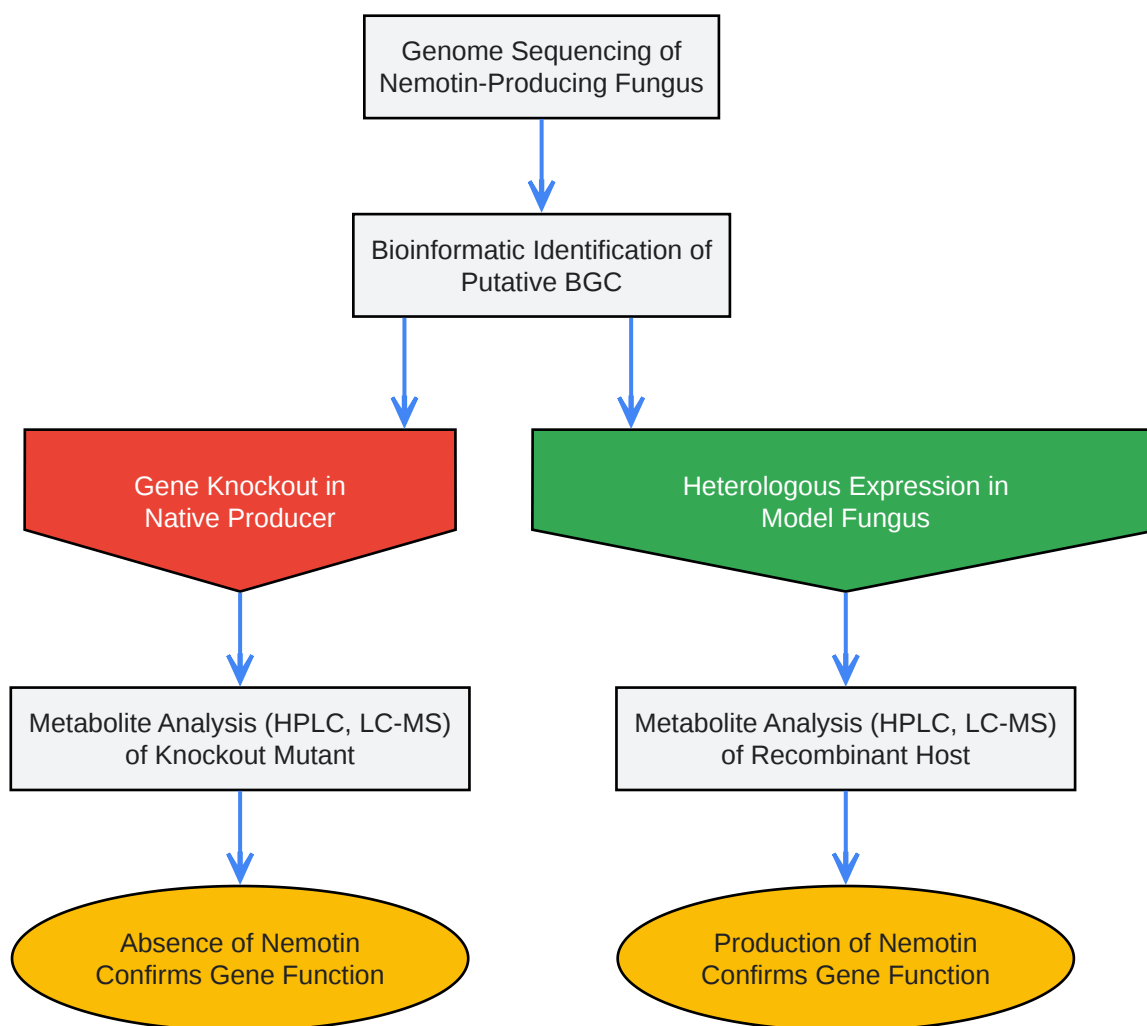 Genome Sequencing of
Nemotin-Producing Fungus
Bioinformatic Identification of
Putative BGC
Gene Knockout in
Native Producer
Heterologous Expression in
Model Fungus
Metabolite Analysis (HPLC, LC-MS)
of Knockout Mutant
Metabolite Analysis (HPLC, LC-MS)
of Recombinant Host
Absence of Nemotin
Confirms Gene Function
Production of Nemotin
Confirms Gene Function